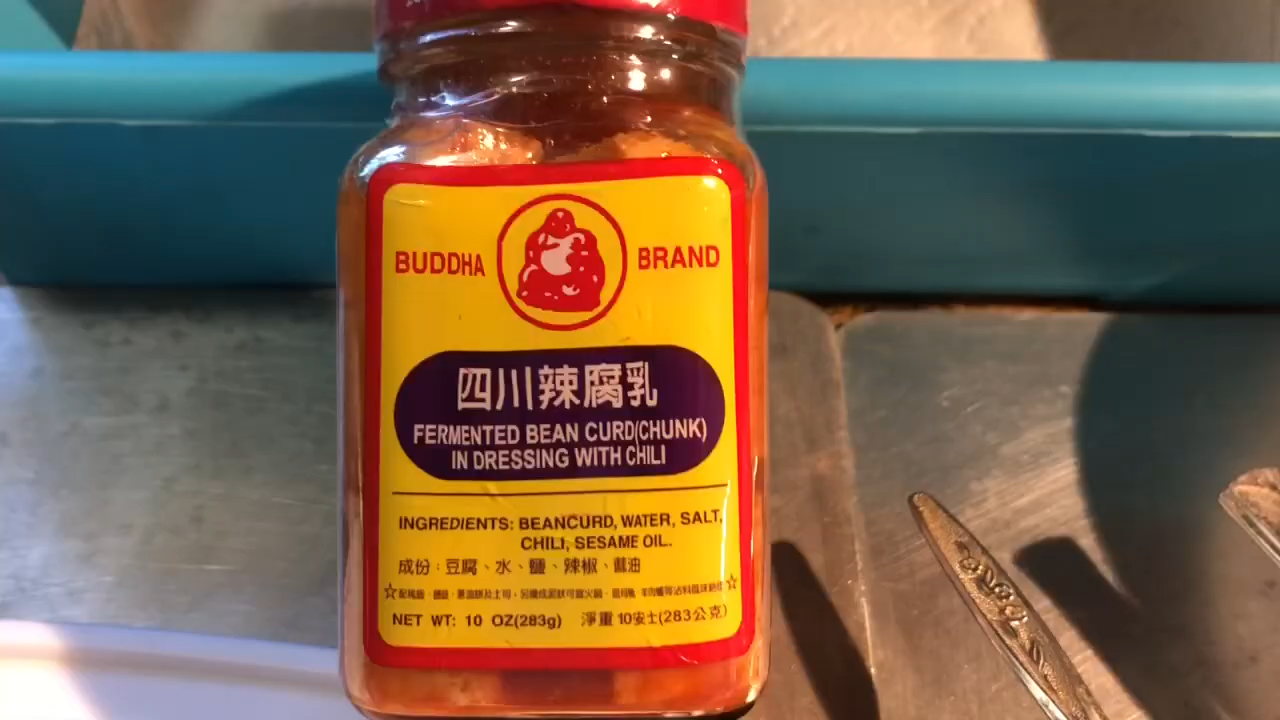 BUDDHA BRAND
四川辣腐乳
FERMENTED BEAN CURD(CHUNK)
IN DRESSING WITH CHILI
INGREDIENTS: BEANCURD, WATER, SALT,
CHILI, SESAME OIL.
成份：豆腐、水、鹽、辣椒、蔴油
NET WT: 10 OZ(283g) 淨重10安士(283公克)